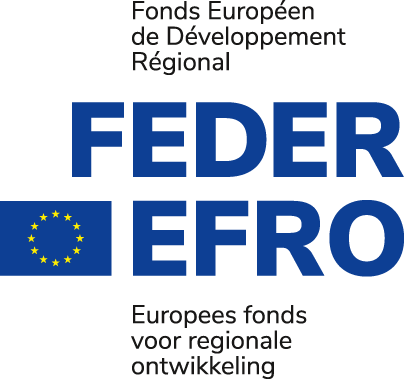 Fonds Européen
de Développement
Régional
FEDER
EFRO
Europees fonds
voor regionale
ontwikkeling